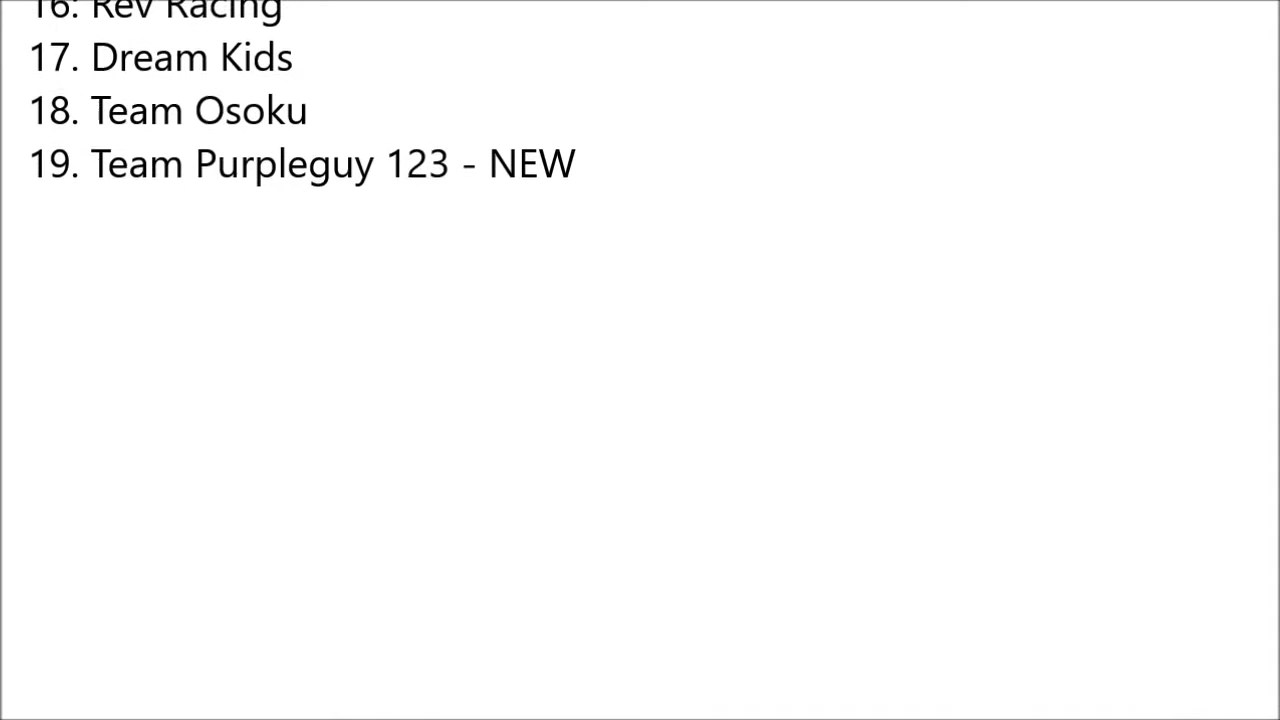 16. Rev Racing
17. Dream Kids
18. Team Osoku
19. Team Purpleguy 123 - NEW